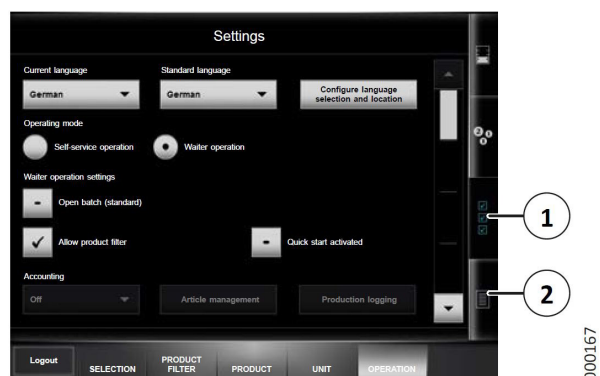 Settings
Current language
Standard language
German
German
Configure language
selection and location
Operating mode
Self-service operation
Waiter operation
Waiter operation settings
Open batch (standard)
Allow product filter
Quick start activated
Accounting
Off
Article management
Production logging
Logout
SELECTION
PRODUCT
FILTER
PRODUCT
UNIT
OPERATION
1
2
000167